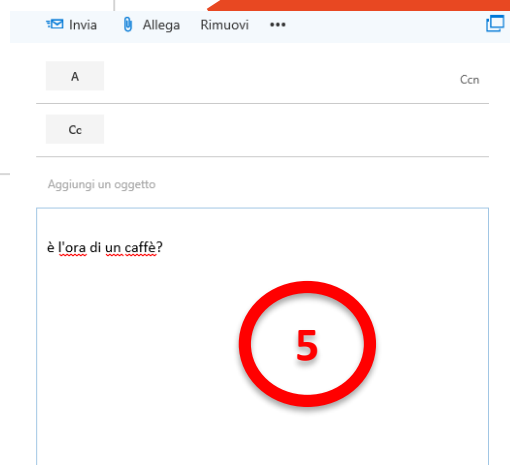 Invia Allega Rimuovi •••
A
Ccn
Cc
Aggiungi un oggetto
è l'ora di un caffè?
5